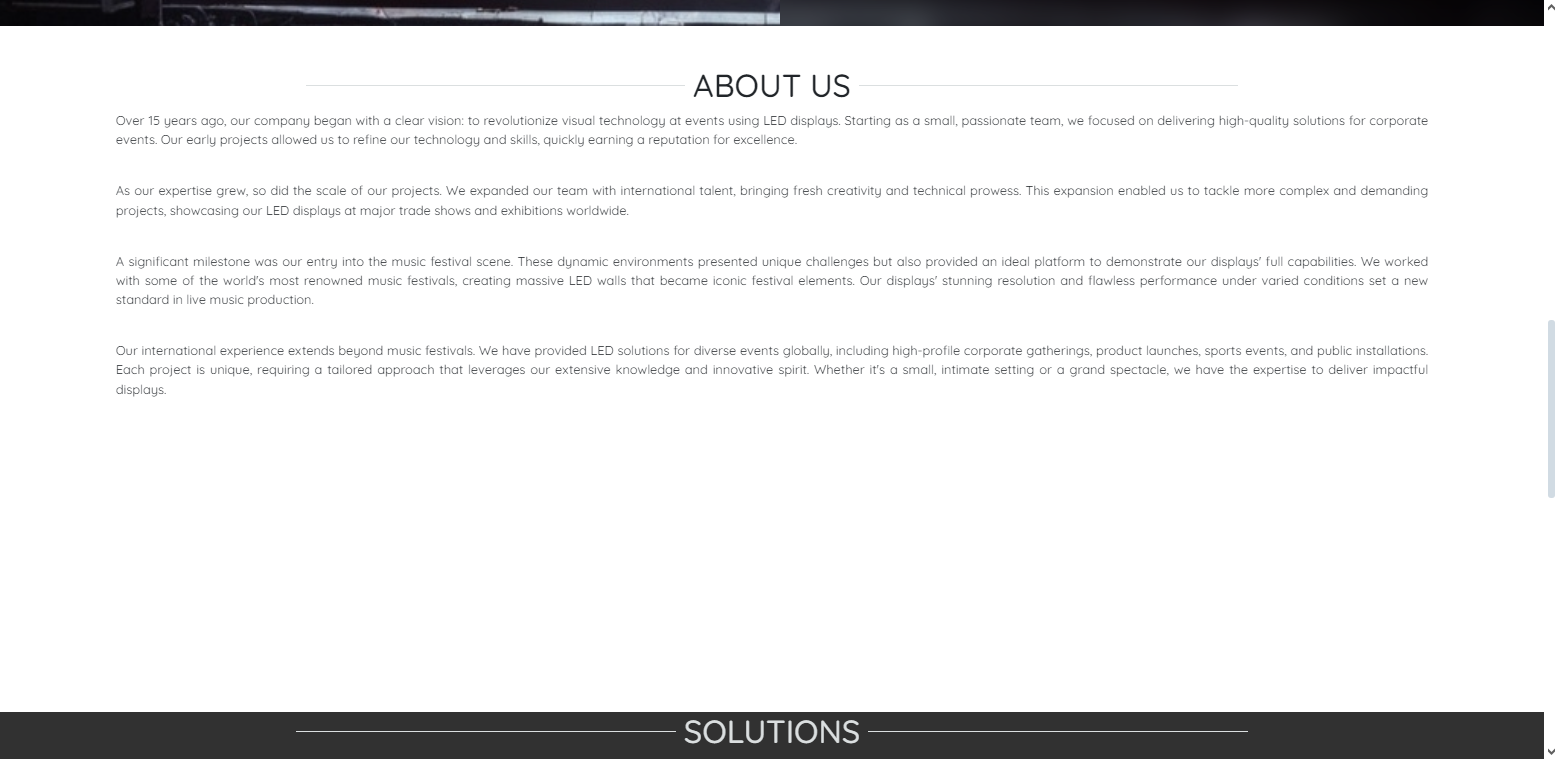 ABOUT US
Over 15 years ago, our company began with a clear vision: to revolutionize visual technology at events using LED displays. Starting as a small, passionate team, we focused on delivering high-quality solutions for corporate
events. Our early projects allowed us to refine our technology and skills, quickly earning a reputation for excellence.
As our expertise grew, so did the scale of our projects. We expanded our team with international talent, bringing fresh creativity and technical prowess. This expansion enabled us to tackle more complex and demanding
projects, showcasing our LED displays at major trade shows and exhibitions worldwide.
A significant milestone was our entry into the music festival scene. These dynamic environments presented unique challenges but also provided an ideal platform to demonstrate our displays' full capabilities. We worked
with some of the world's most renowned music festivals, creating massive LED walls that became iconic festival elements. Our displays' stunning resolution and flawless performance under varied conditions set a new
standard in live music production.
Our international experience extends beyond music festivals. We have provided LED solutions for diverse events globally, including high-profile corporate gatherings, product launches, sports events, and public installations.
Each project is unique, requiring a tailored approach that leverages our extensive knowledge and innovative spirit. Whether it's a small, intimate setting or a grand spectacle, we have the expertise to deliver impactful
displays.
SOLUTIONS